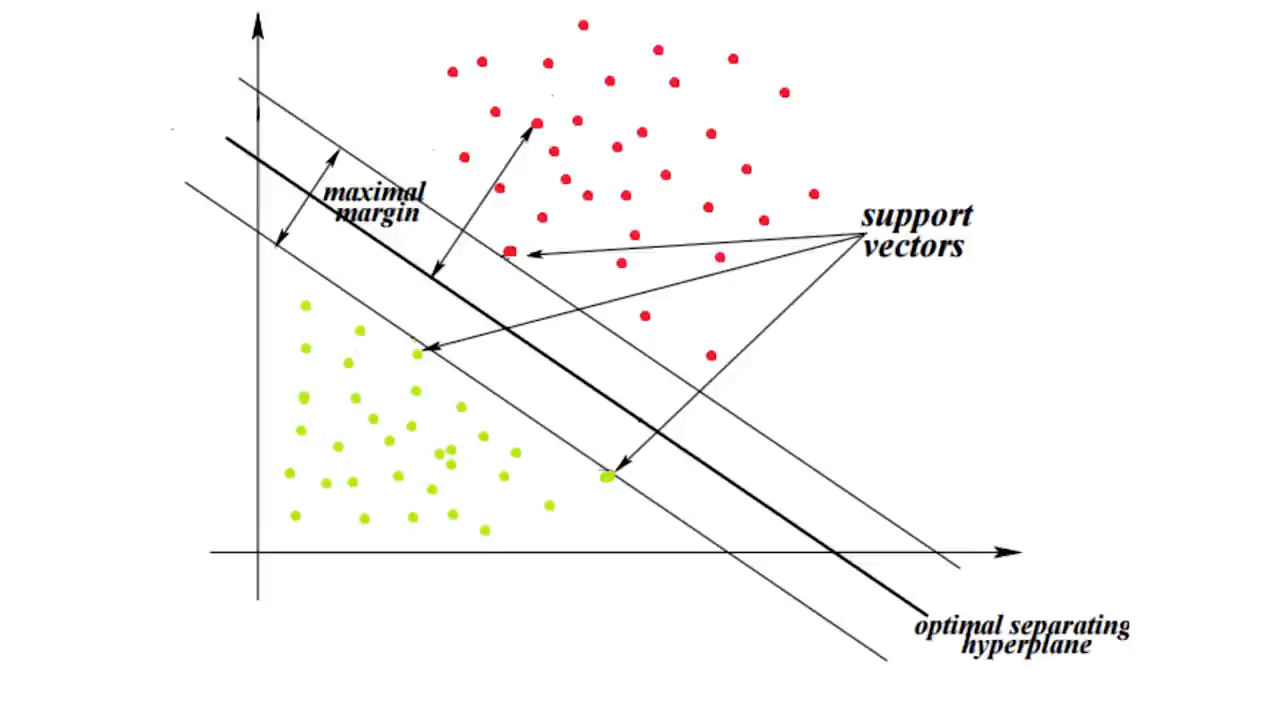 maximal
margin
support
vectors
optimal separating
hyperplane